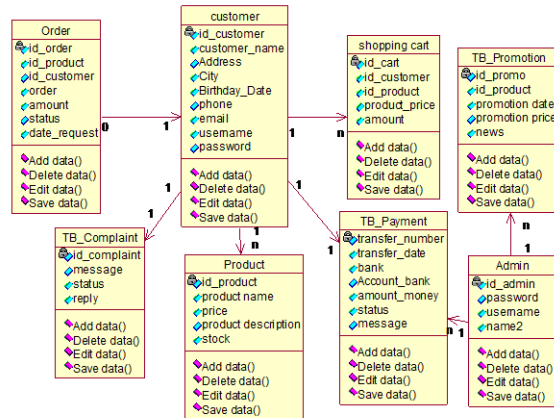 Order
id_order
id_product
id_customer
order
amount
status
date_request
Add data()
Delete data()
Edit data()
Save data()
0
1
customer
id_customer
customer_name
Address
City
Birthday_Date
phone
email
username
password
Add data()
Delete data()
Edit data()
Save data()
1
n
shopping cart
id_cart
id_customer
id_product
product_price
amount
Add data()
Delete data()
Edit data()
Save data()
TB_Promotion
id_promo
id_product
promotion date
promotion price
news
Add data()
Delete data()
Edit data()
Save data()
n
1
1
1
TB_Complaint
id_complaint
message
status
reply
Add data()
Delete data()
Edit data()
Save data()
1
n
Product
id_product
product name
price
product description
stock
Add data()
Delete data()
Edit data()
Save data()
1
1
TB_Payment
transfer_number
transfer_date
bank
Account_bank
amount_money
status
message
Add data()
Delete data()
Edit data()
Save data()
n
1
Admin
id_admin
password
username
name2
Add data()
Delete data()
Edit data()
Save data()